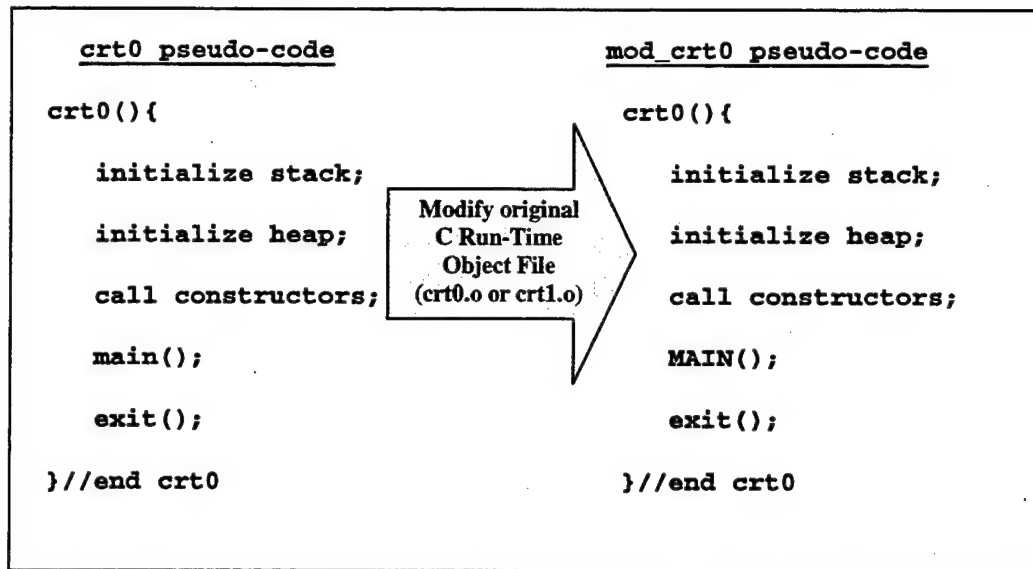 crt0 pseudo-code
crt0(){
initialize stack;
initialize heap;
call constructors;
main();
exit();
}//end crt0
Modify original
C Run-Time
Object File
(crt0.o or crt1.o)
mod_crt0 pseudo-code
crt0(){
initialize stack;
initialize heap;
call constructors;
MAIN();
exit();
}//end crt0